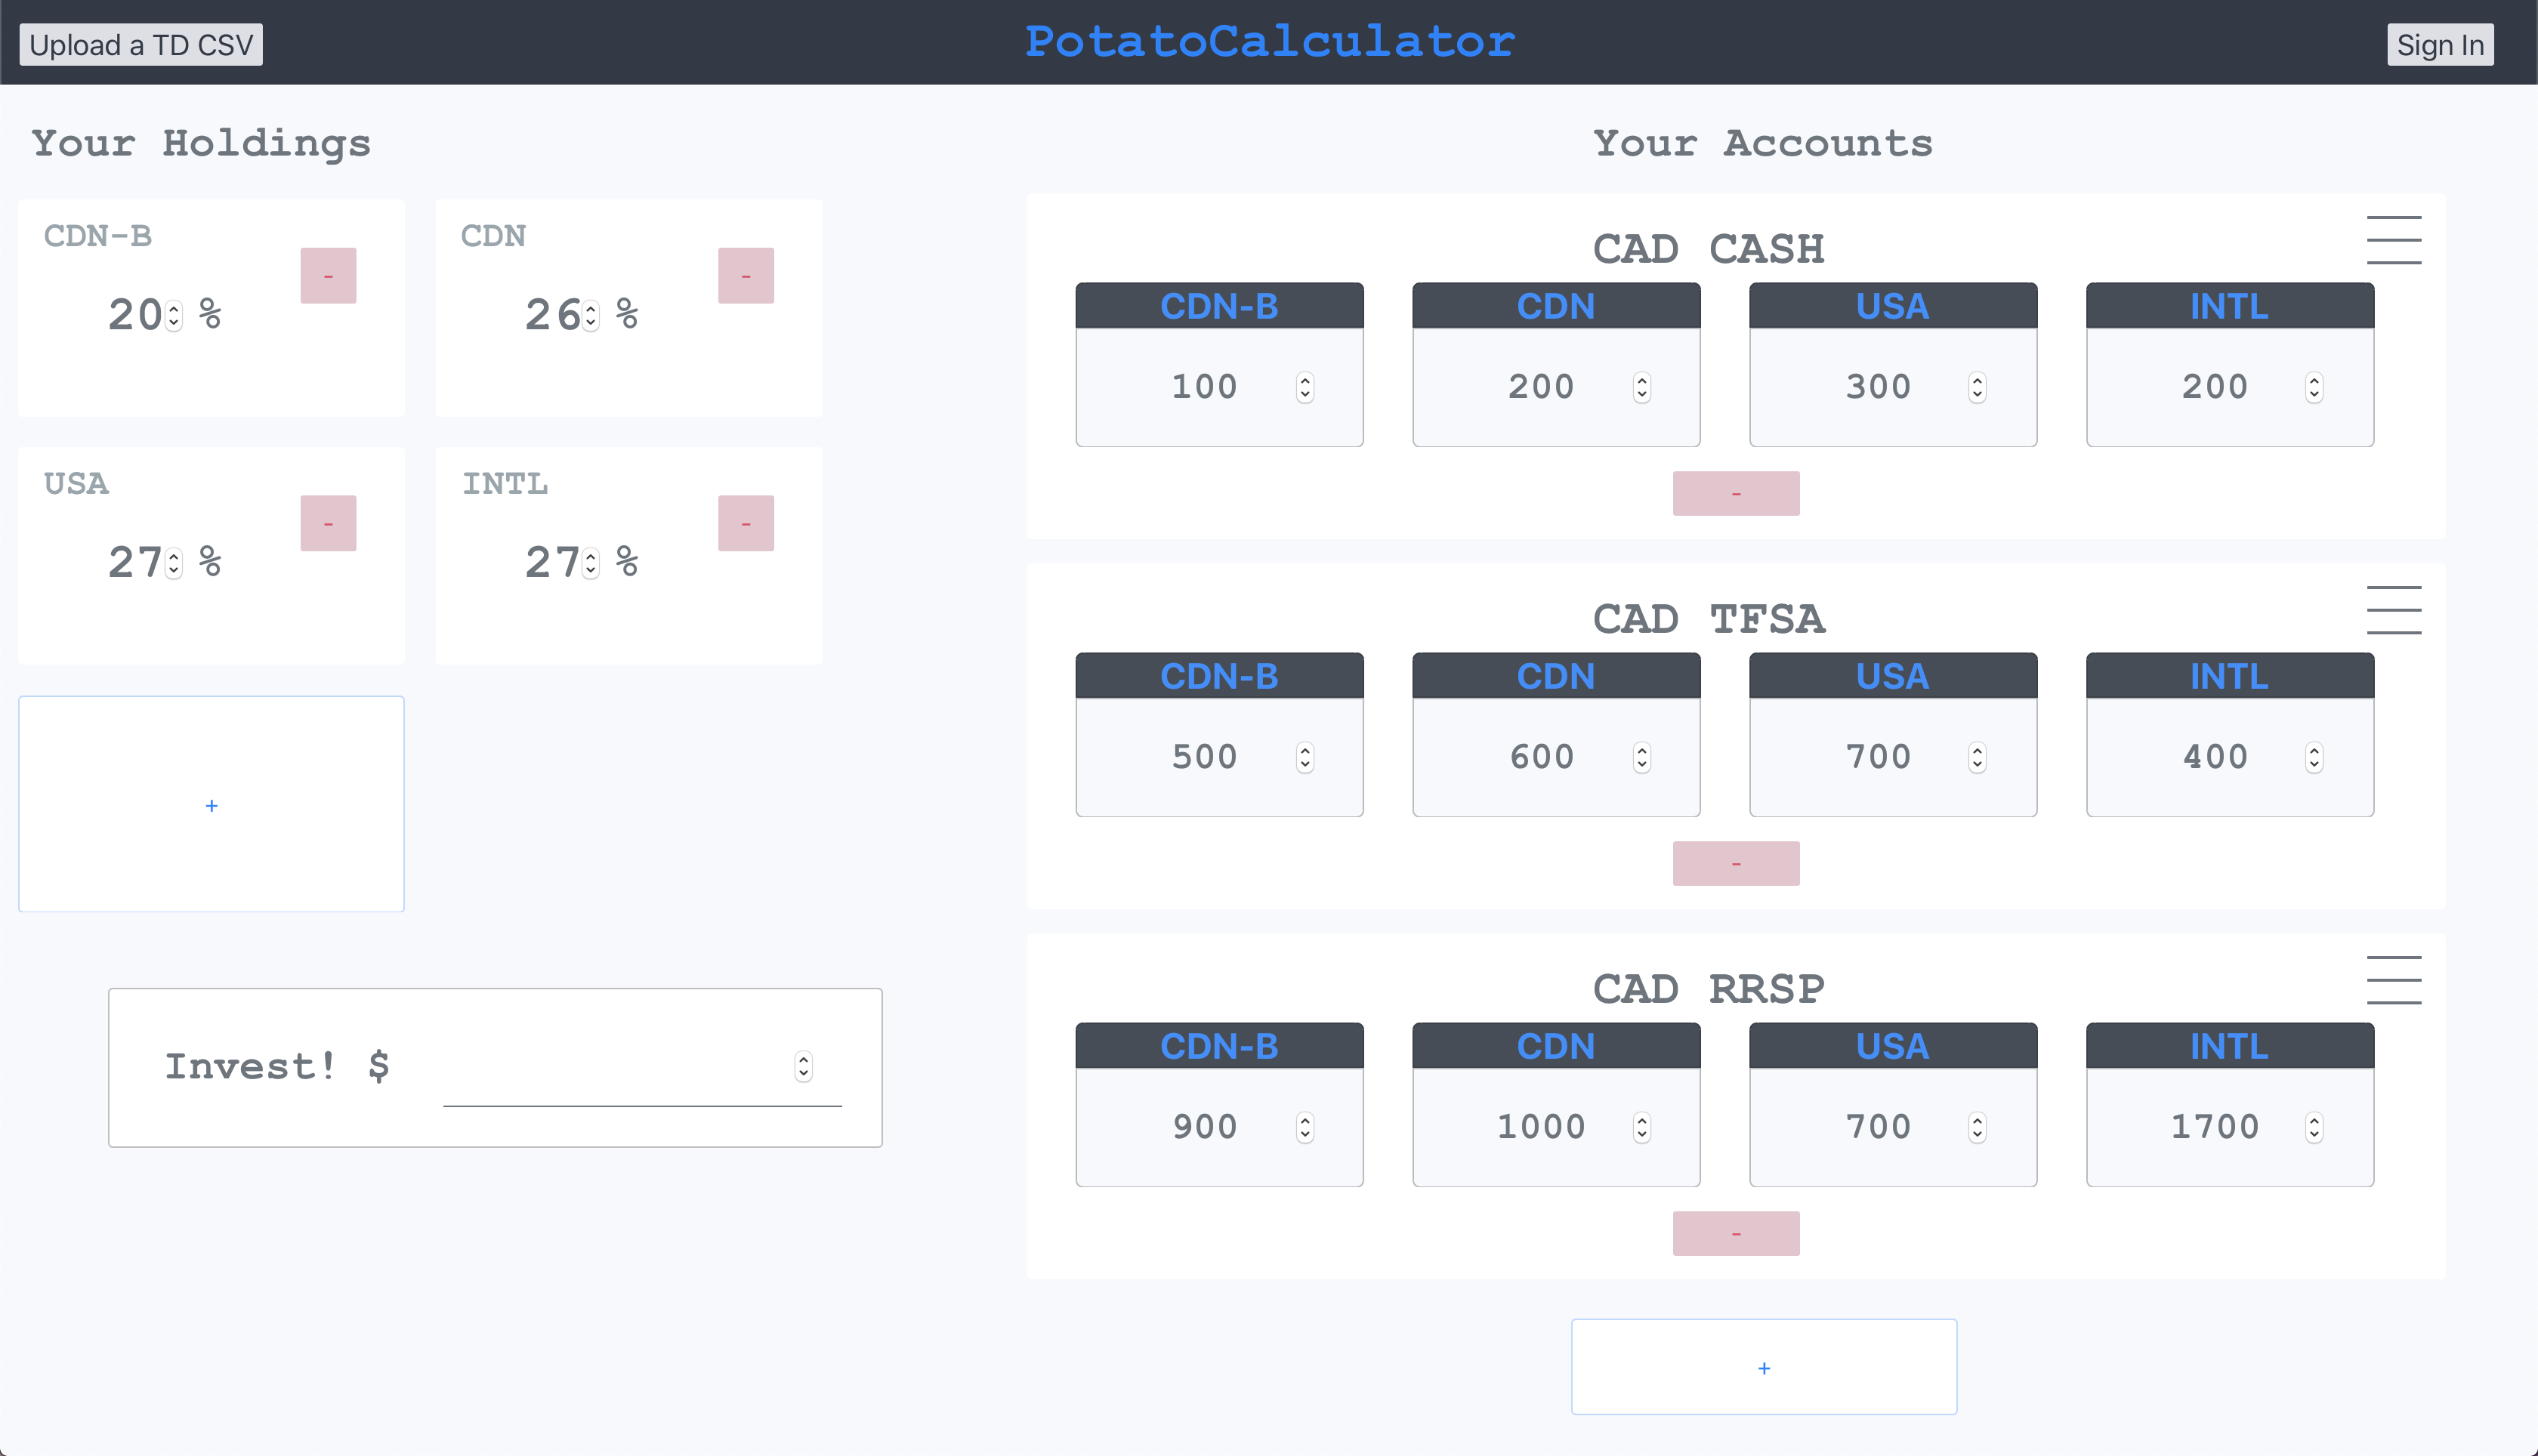 Upload a TD CSV
PotatoCalculator
Sign In
Your Holdings
CDN-B
-
20 %
CDN
-
26 %
USA
-
27 %
INTL
-
27 %
+
Invest! $
Your Accounts
CAD CASH
CDN-B CDN USA INTL
100 200 300 200
-
CAD TFSA
CDN-B CDN USA INTL
500 600 700 400
-
CAD RRSP
CDN-B CDN USA INTL
900 1000 700 1700
-
+